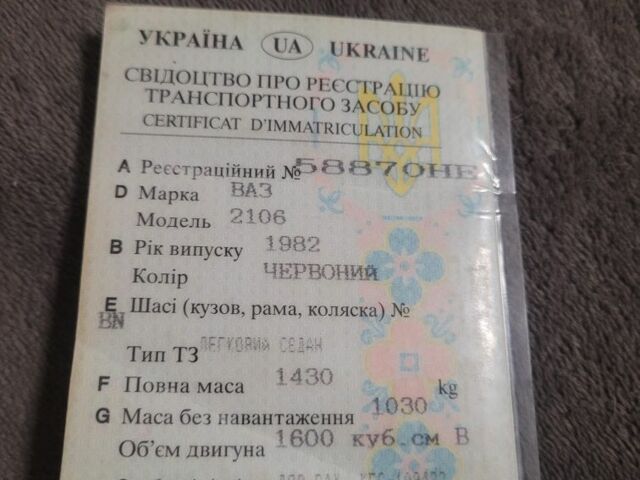 УКРАЇНА UA UKRAINE
СВІДОЦТВО ПРО РЕЄСТРАЦІЮ
ТРАНСПОРТНОГО ЗАСОБУ
CERTIFICAT D'IMMATRICULATION
A Реєстраційний № 58870НЕ
D Марка ВАЗ
Модель 2106
B Рік випуску 1982
Колір ЧЕРВОНИЙ
E Шасі (кузов, рама, коляска) №
BN
Тип ТЗ ЛЕГКОВИЙ СЕДАН
F Повна маса 1430 kg
G Маса без навантаження 1030
Об'єм двигуна 1600 куб.см В